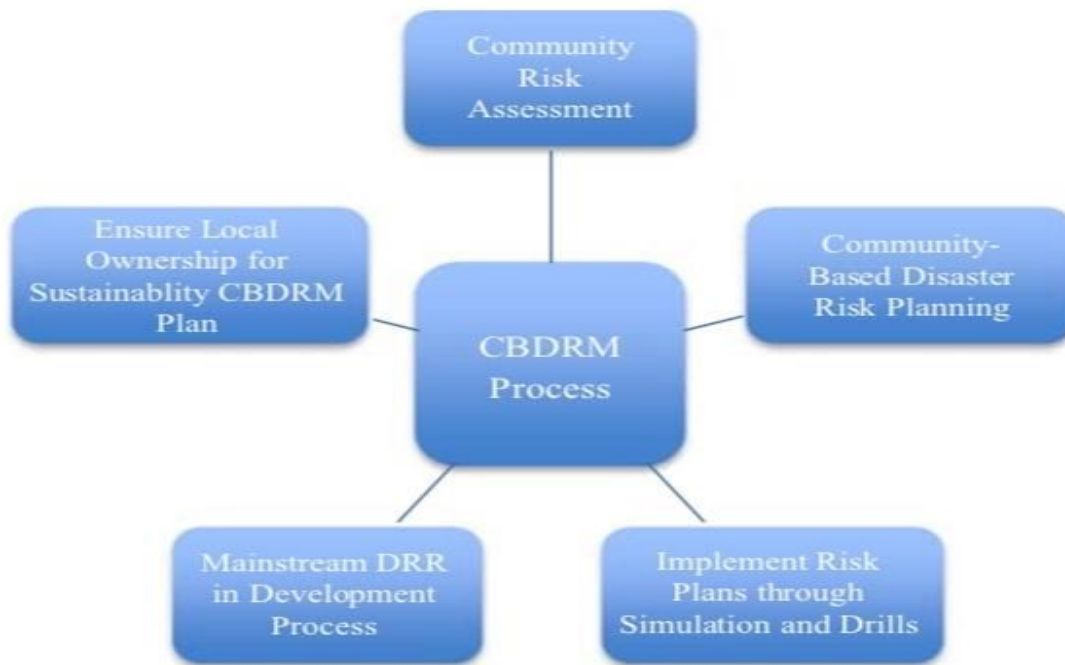 Community
Risk
Assessment
Ensure Local
Ownership for
Sustainablity CBDRM
Plan
Community-
Based Disaster
Risk Planning
CBDRM
Process
Mainstream DRR
in Development
Process
Implement Risk
Plans through
Simulation and Drills